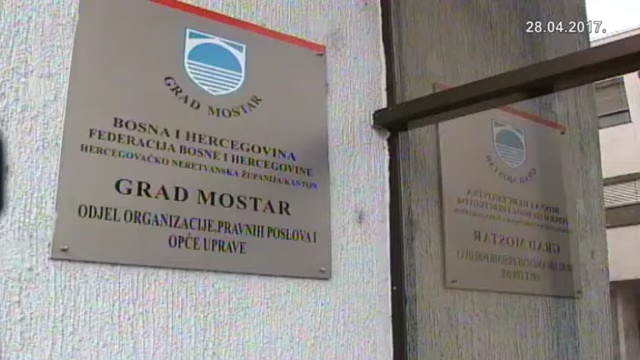 28.04.2017.
GRAD MOSTAR
BOSNA I HERCEGOVINA
FEDERACIJA BOSNE I HERCEGOVINE
HERCEGOVAČKO NERETVANSKA ŽUPANIJA/KANTON
GRAD MOSTAR
ODJEL ORGANIZACIJE,PRAVNIH POSLOVA I
OPĆE UPRAVE